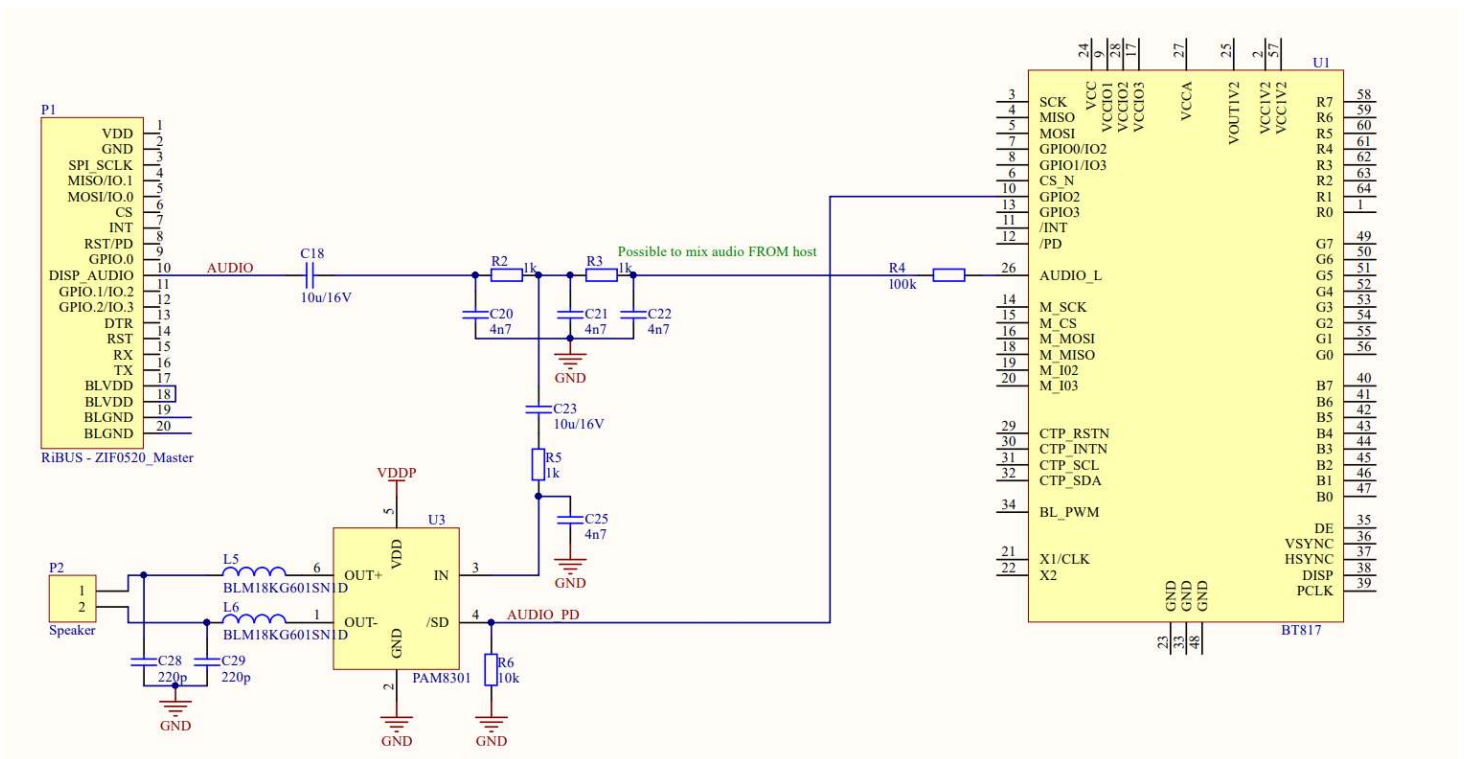 P1
VDD 1
GND 2
SPI_SCLK 3
MISO/IO.1 4
MOSI/IO.0 5
CS 6
INT 7
RST/PD 8
GPIO.0 9
DISP_AUDIO 10
GPIO.1/IO.2 11
GPIO.2/IO.3 12
DTR 13
RST 14
RX 15
TX 16
BLVDD 17
BLVDD 18
BLGND 19
BLGND 20
RiBUS - ZIF0520_Master
AUDIO
C18
10u/16V
R2
1k
R3
1k
Possible to mix audio FROM host
R4
100k
C20
4n7
C21
4n7
C22
4n7
GND
C23
10u/16V
R5
1k
C25
4n7
GND
VDDP
5
U3
VDD
6 OUT+
IN 3
1 OUT-
/SD 4
GND
2
PAM8301
GND
AUDIO_PD
R6
10k
GND
P2
1
2
Speaker
L5
BLM18KG601SN1D
L6
BLM18KG601SN1D
C28
220p
C29
220p
GND
U1
24 VCC
9 VCCIO1
28 VCCIO2
17 VCCIO3
27 VCCA
25 VOUT1V2
2 VCC1V2
57 VCC1V2
3 SCK
4 MISO
5 MOSI
7 GPIO0/IO2
8 GPIO1/IO3
6 CS_N
10 GPIO2
13 GPIO3
11 /INT
12 /PD
26 AUDIO_L
14 M_SCK
15 M_CS
16 M_MOSI
18 M_MISO
19 M_I02
20 M_I03
29 CTP_RSTN
30 CTP_INTN
31 CTP_SCL
32 CTP_SDA
34 BL_PWM
21 X1/CLK
22 X2
R7 58
R6 59
R5 60
R4 61
R3 62
R2 63
R1 64
R0 1
G7 49
G6 50
G5 51
G4 52
G3 53
G2 54
G1 55
G0 56
B7 40
B6 41
B5 42
B4 43
B3 44
B2 45
B1 46
B0 47
DE 35
VSYNC 36
HSYNC 37
DISP 38
PCLK 39
GND 23
GND 33
GND 48
BT817